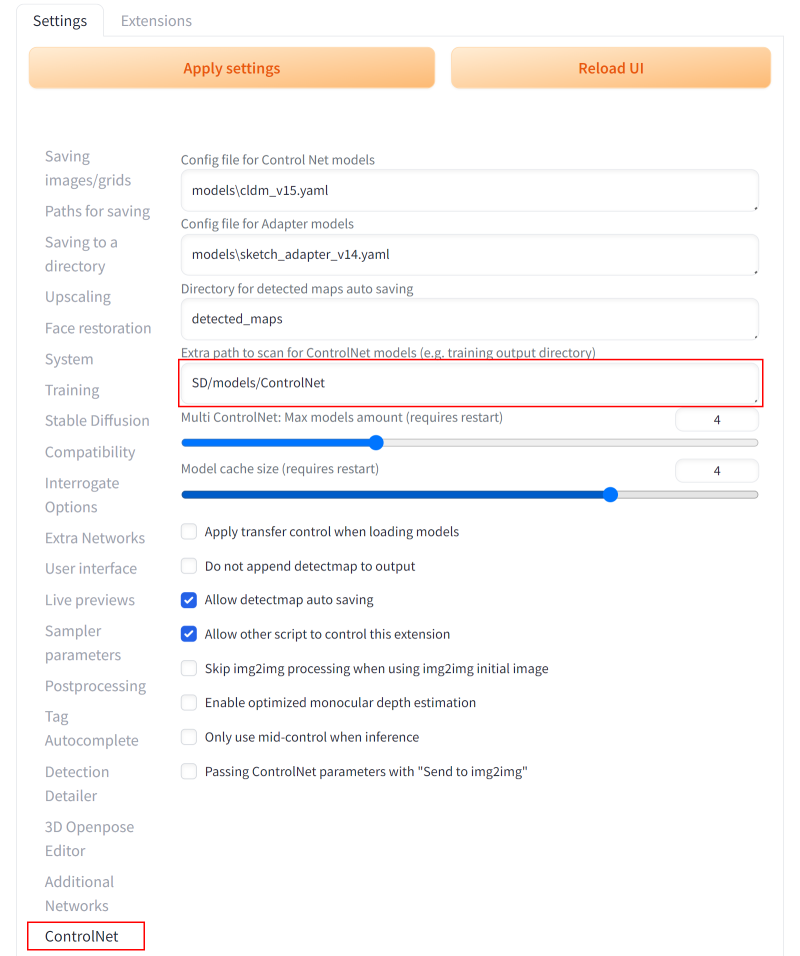 Settings
Extensions
Apply settings
Reload UI
Saving
images/grids
Paths for saving
Saving to a
directory
Upscaling
Face restoration
System
Training
Stable Diffusion
Compatibility
Interrogate
Options
Extra Networks
User interface
Live previews
Sampler
parameters
Postprocessing
Tag
Autocomplete
Detection
Detailer
3D Openpose
Editor
Additional
Networks
ControlNet
Config file for Control Net models
models\cldm_v15.yaml
Config file for Adapter models
models\sketch_adapter_v14.yaml
Directory for detected maps auto saving
detected_maps
Extra path to scan for ControlNet models (e.g. training output directory)
SD/models/ControlNet
Multi ControlNet: Max models amount (requires restart)
4
Model cache size (requires restart)
4
Apply transfer control when loading models
Do not append detectmap to output
Allow detectmap auto saving
Allow other script to control this extension
Skip img2img processing when using img2img initial image
Enable optimized monocular depth estimation
Only use mid-control when inference
Passing ControlNet parameters with "Send to img2img"